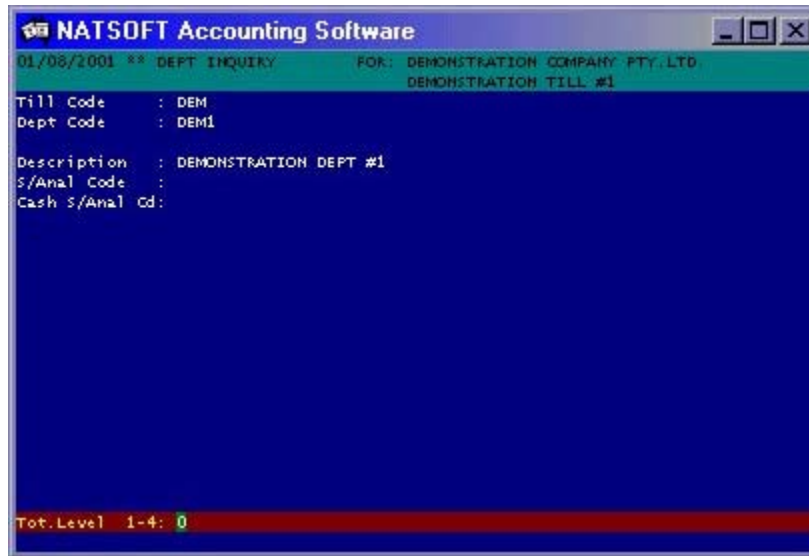 NATSOFT Accounting Software
01/08/2001 ** DEPT INQUIRY FOR: DEMONSTRATION COMPANY PTY.LTD.
DEMONSTRATION TILL #1
Till Code : DEM
Dept Code : DEM1
Description : DEMONSTRATION DEPT #1
S/Anal Code :
Cash S/Anal Cd:
Tot.Level 1-4: 0